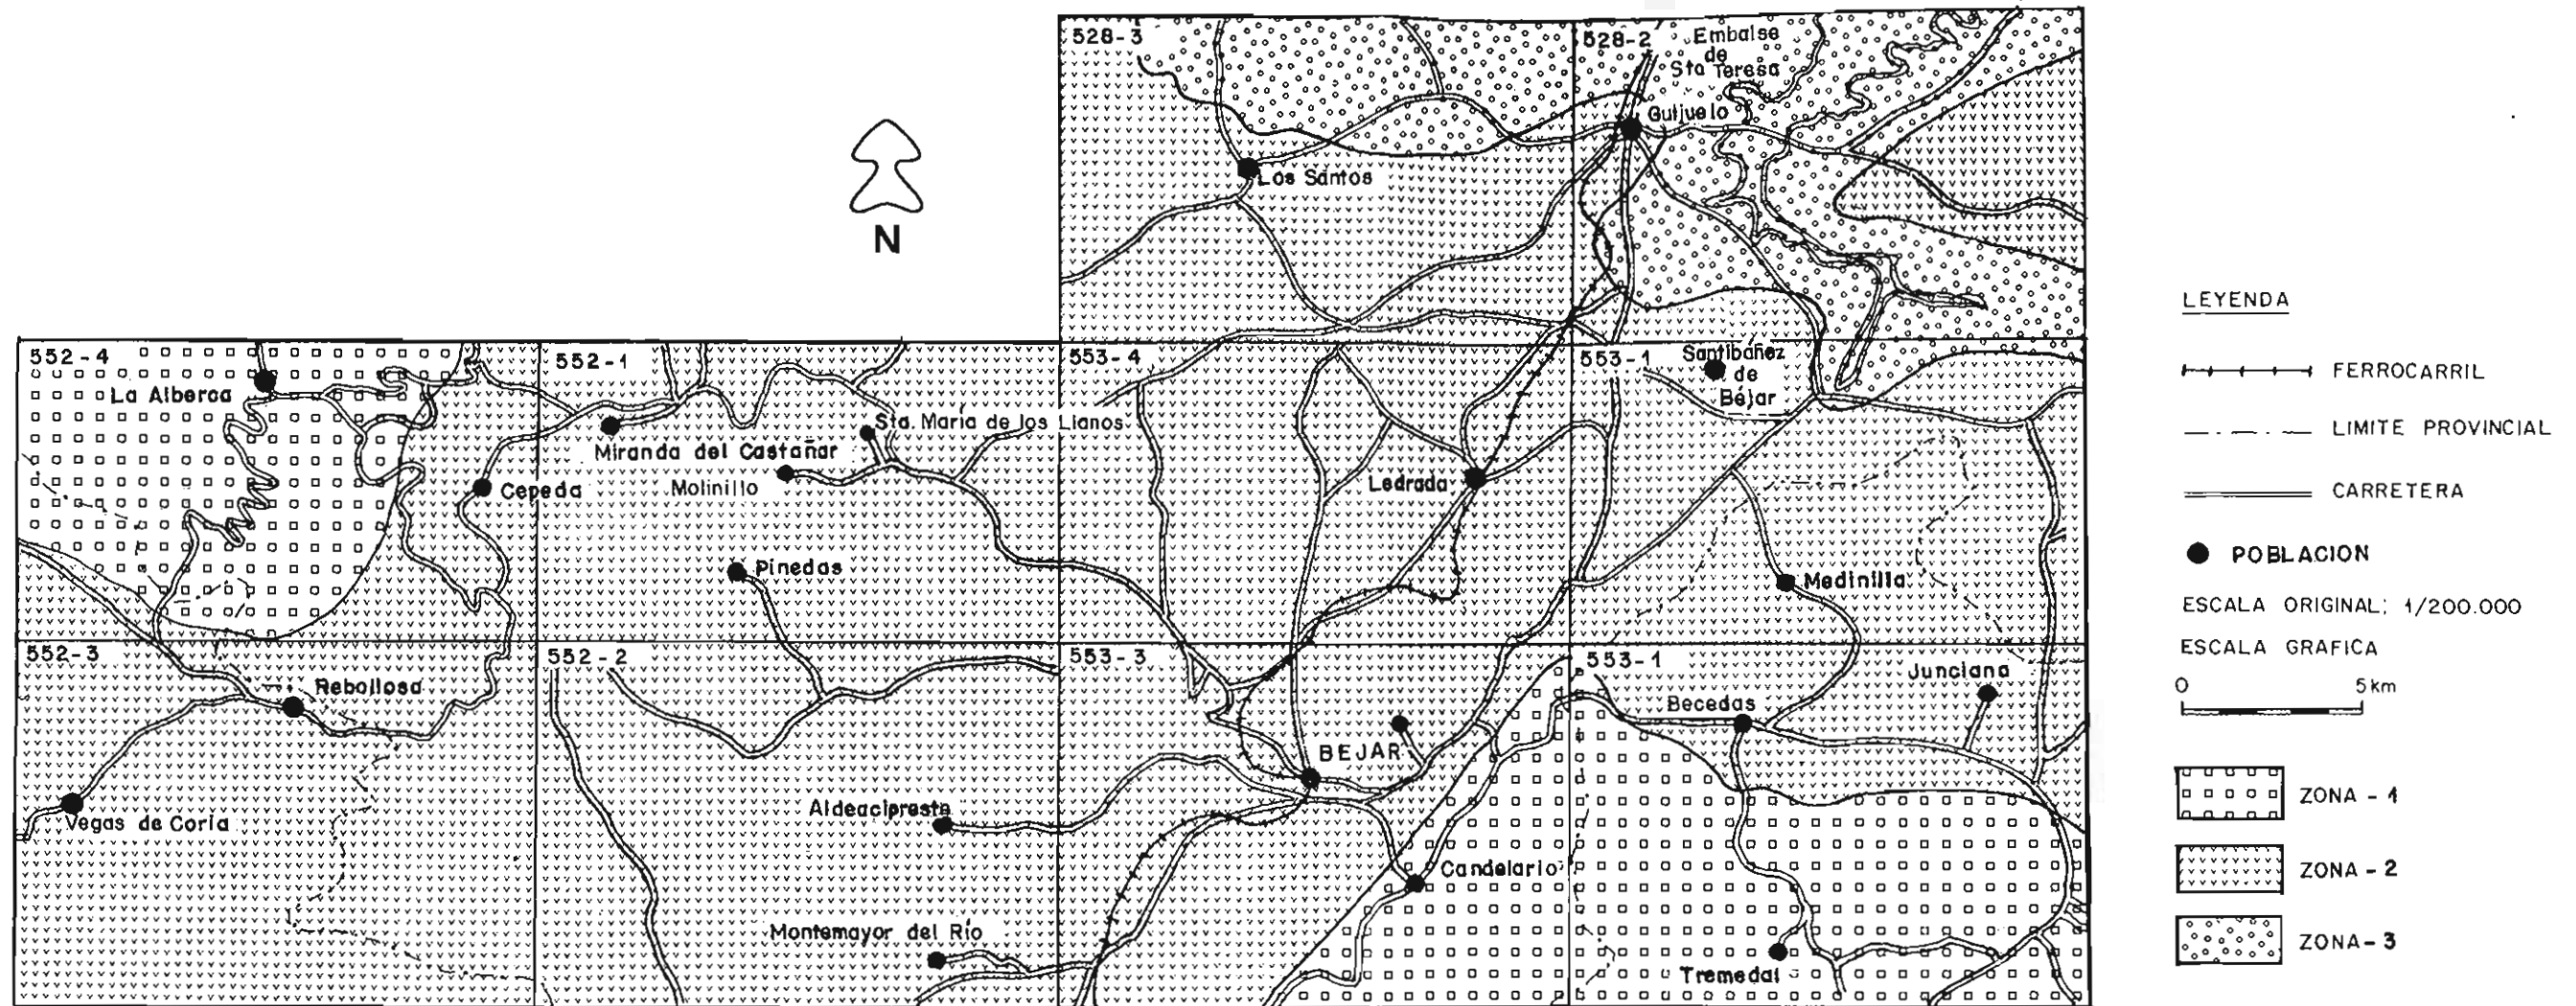 528-3
528-2
Embalse
de
Sta Teresa
Guijuelo
Los Santos
N
552-4
La Alberca
552-1
Miranda del Castañar
Sta. María de los Llanos
Molinillo
Cepeda
Pinedas
553-4
Ledrada
553-1
Santibáñez
de
Béjar
Medinilla
552-3
Rebollosa
Vegas de Coria
552-2
Aldeacipreste
Montemayor del Río
553-3
BEJAR
Candelario
553-1
Becedas
Junciana
Tremedal
LEYENDA
FERROCARRIL
LIMITE PROVINCIAL
CARRETERA
POBLACION
ESCALA ORIGINAL: 1/200.000
ESCALA GRAFICA
0 5 km
ZONA - 1
ZONA - 2
ZONA - 3